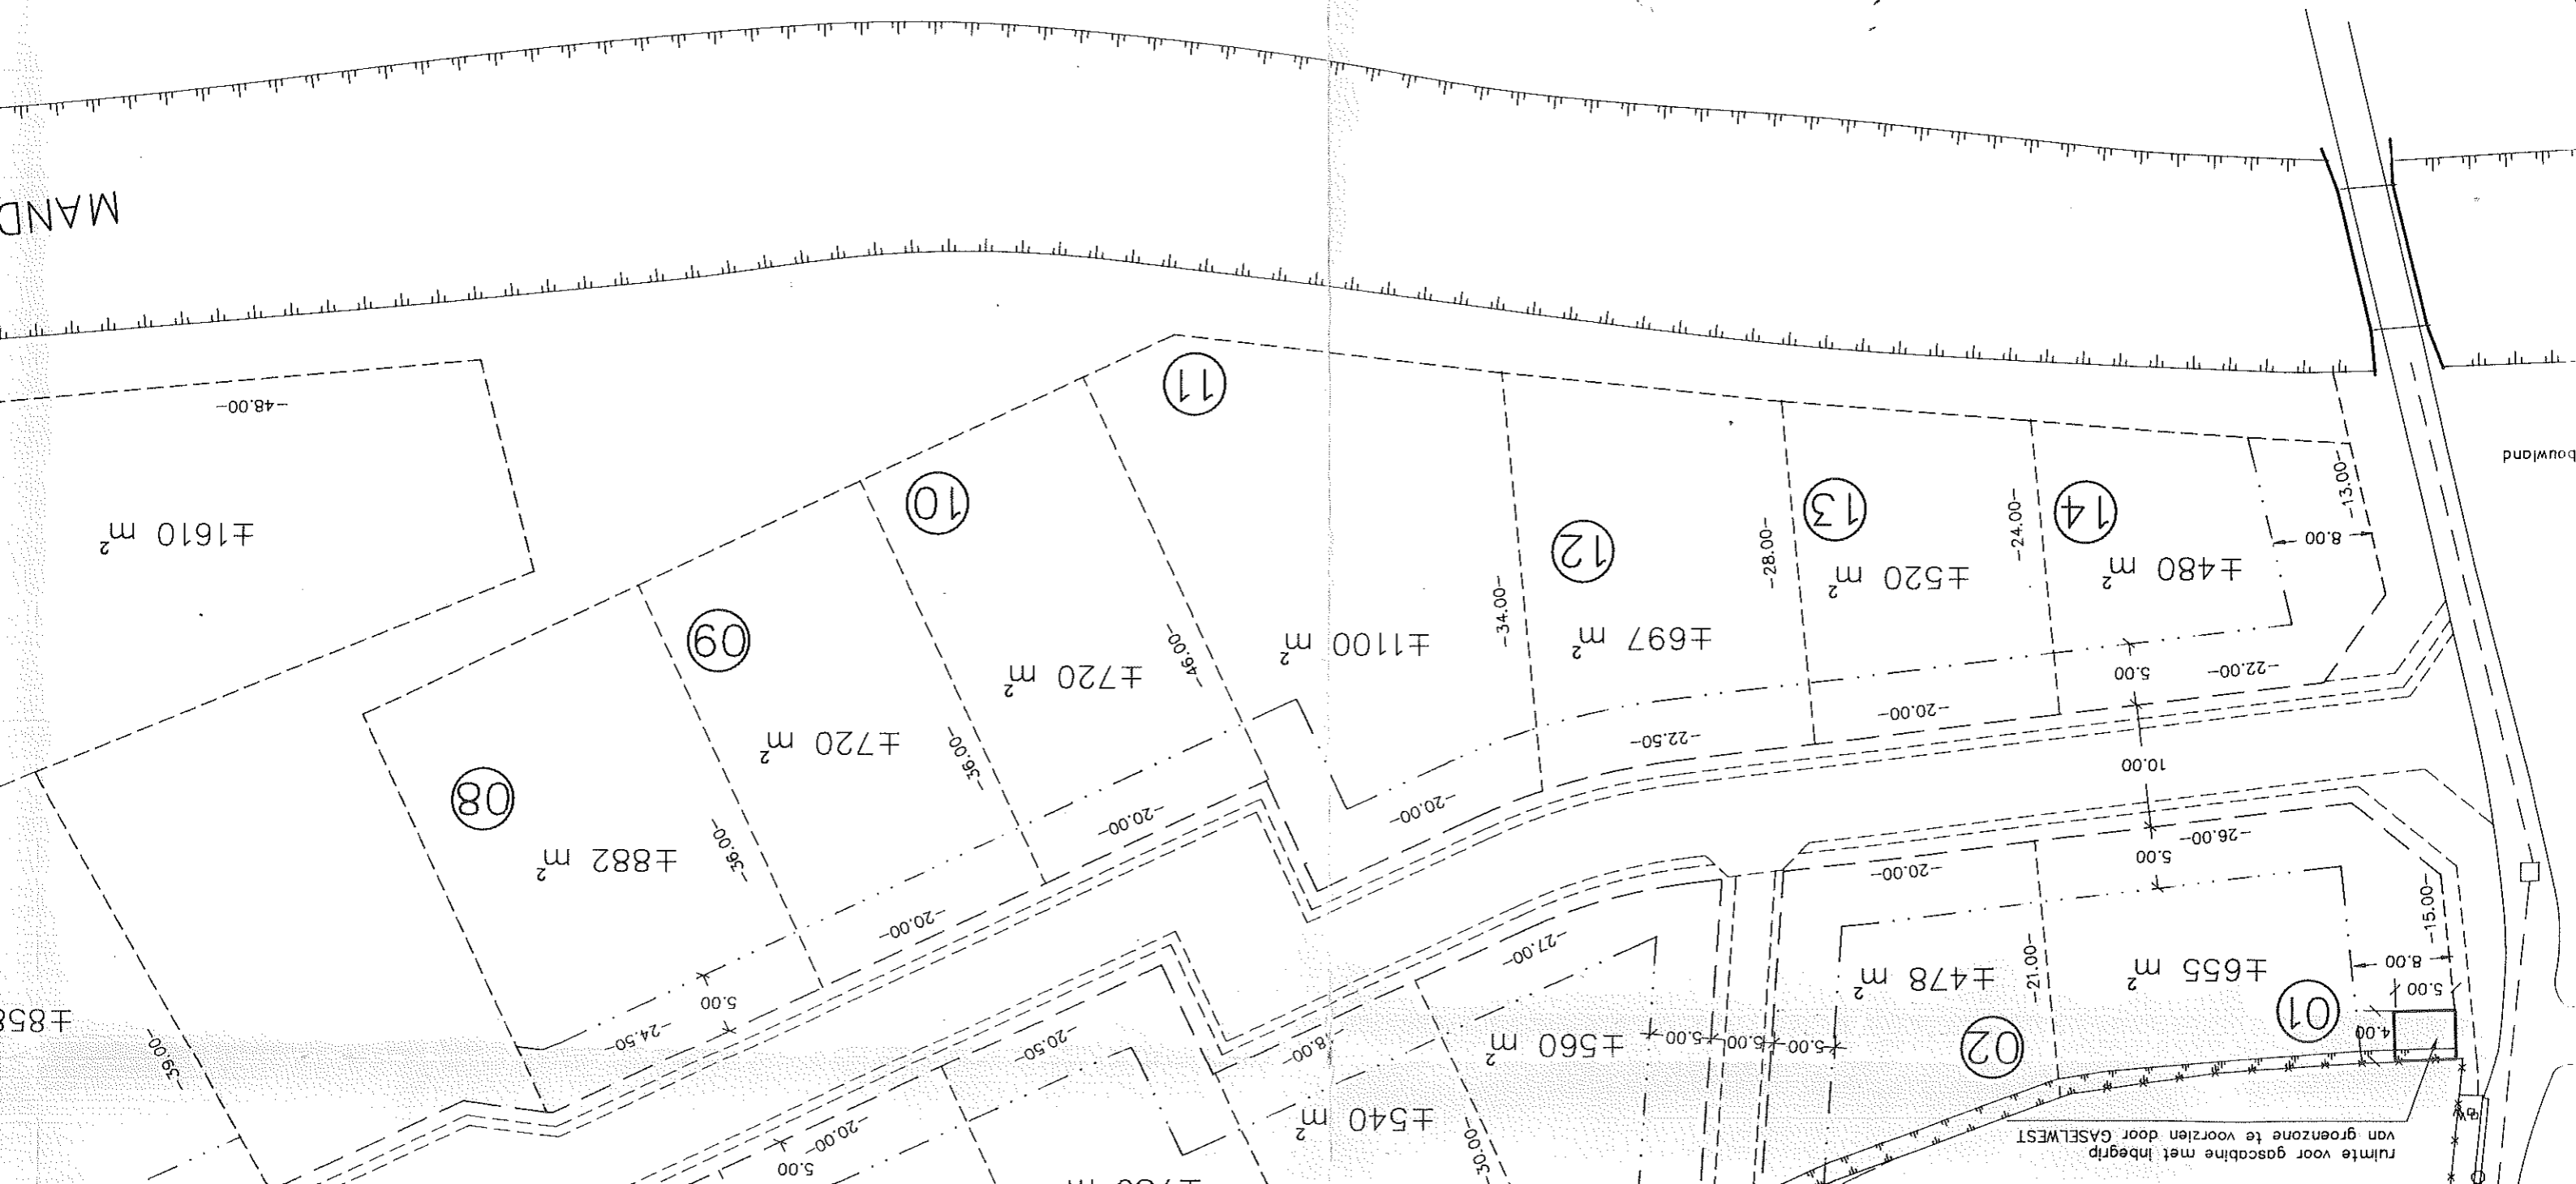 ruimte voor gascabine met inbegrip
van groenzone te voorzien door GASELWEST
-30.00-
5.00
-20.00-
±540 m²
-39.00-
-20.50-
-8.00-
±560 m²
-5.00-
-6.00-
-5.00-
02
01
4.00
5.00
8.00
-15.00-
±655 m²
-21.00-
±478 m²
-27.00-
-24.50-
5.00
-20.00-
-20.00-
5.00
-26.00-
±882 m²
-36.00-
08
-20.00-
-20.00-
10.00
-36.00-
±720 m²
09
±720 m²
-46.00-
-22.50-
-20.00-
5.00
-22.00-
±1100 m²
-34.00-
±697 m²
12
-28.00-
±520 m²
13
-24.00-
±480 m²
14
8.00
-13.00-
±1610 m²
10
bouwland
-48.00-
11
MAND